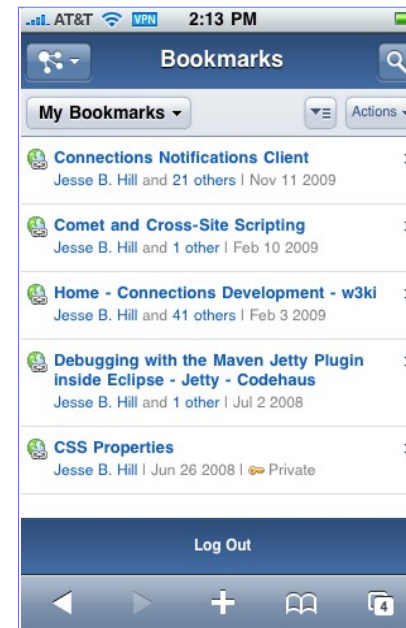 AT&T VPN 2:13 PM
Bookmarks
My Bookmarks Actions
Connections Notifications Client
Jesse B. Hill and 21 others | Nov 11 2009
Comet and Cross-Site Scripting
Jesse B. Hill and 1 other | Feb 10 2009
Home - Connections Development - w3ki
Jesse B. Hill and 41 others | Feb 3 2009
Debugging with the Maven Jetty Plugin
inside Eclipse - Jetty - Codehaus
Jesse B. Hill and 1 other | Jul 2 2008
CSS Properties
Jesse B. Hill | Jun 26 2008 | Private
Log Out
4